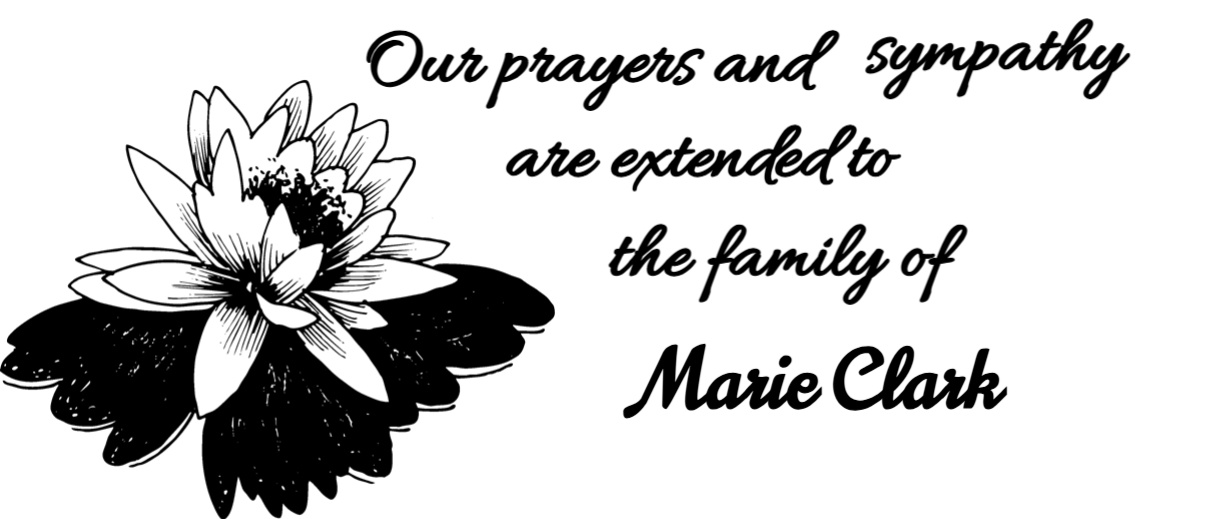 Our prayers and sympathy
are extended to
the family of
Marie Clark